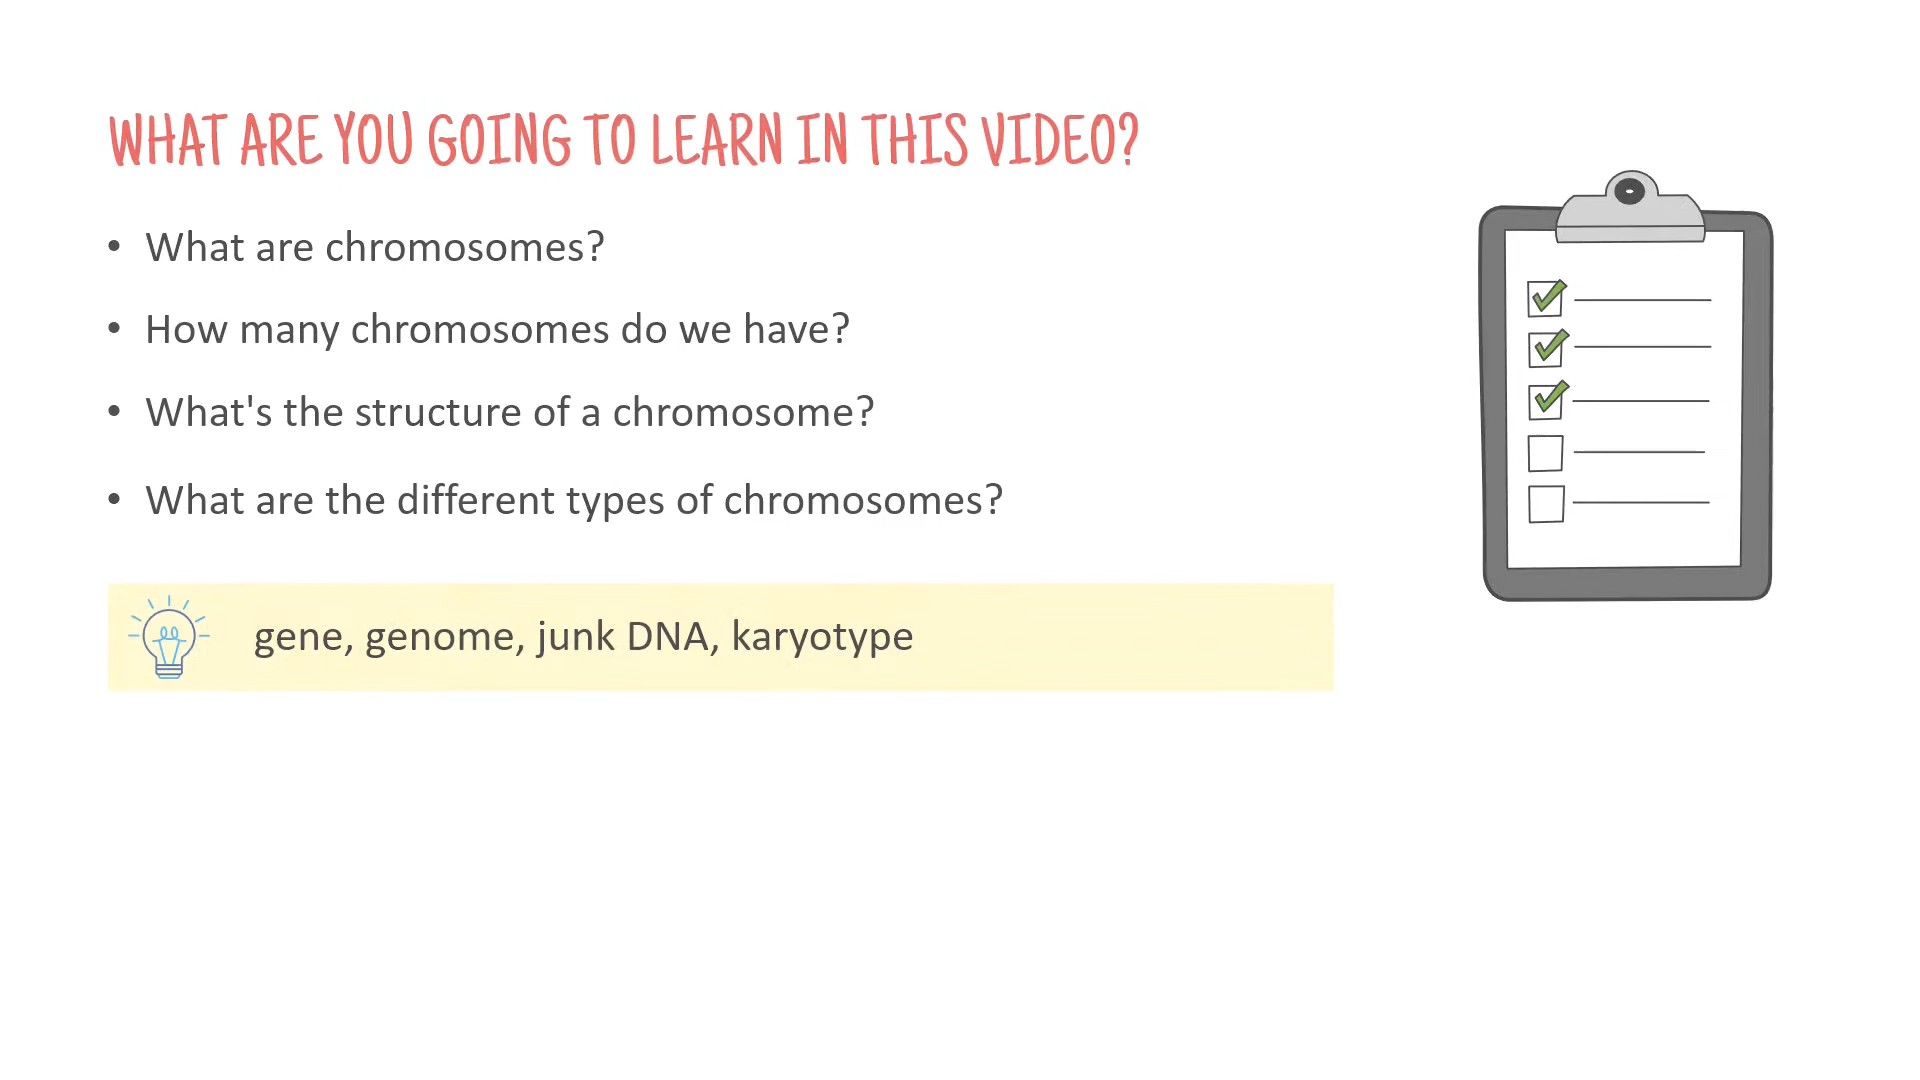 WHAT ARE YOU GOING TO LEARN IN THIS VIDEO?
• What are chromosomes?
• How many chromosomes do we have?
• What's the structure of a chromosome?
• What are the different types of chromosomes?
gene, genome, junk DNA, karyotype